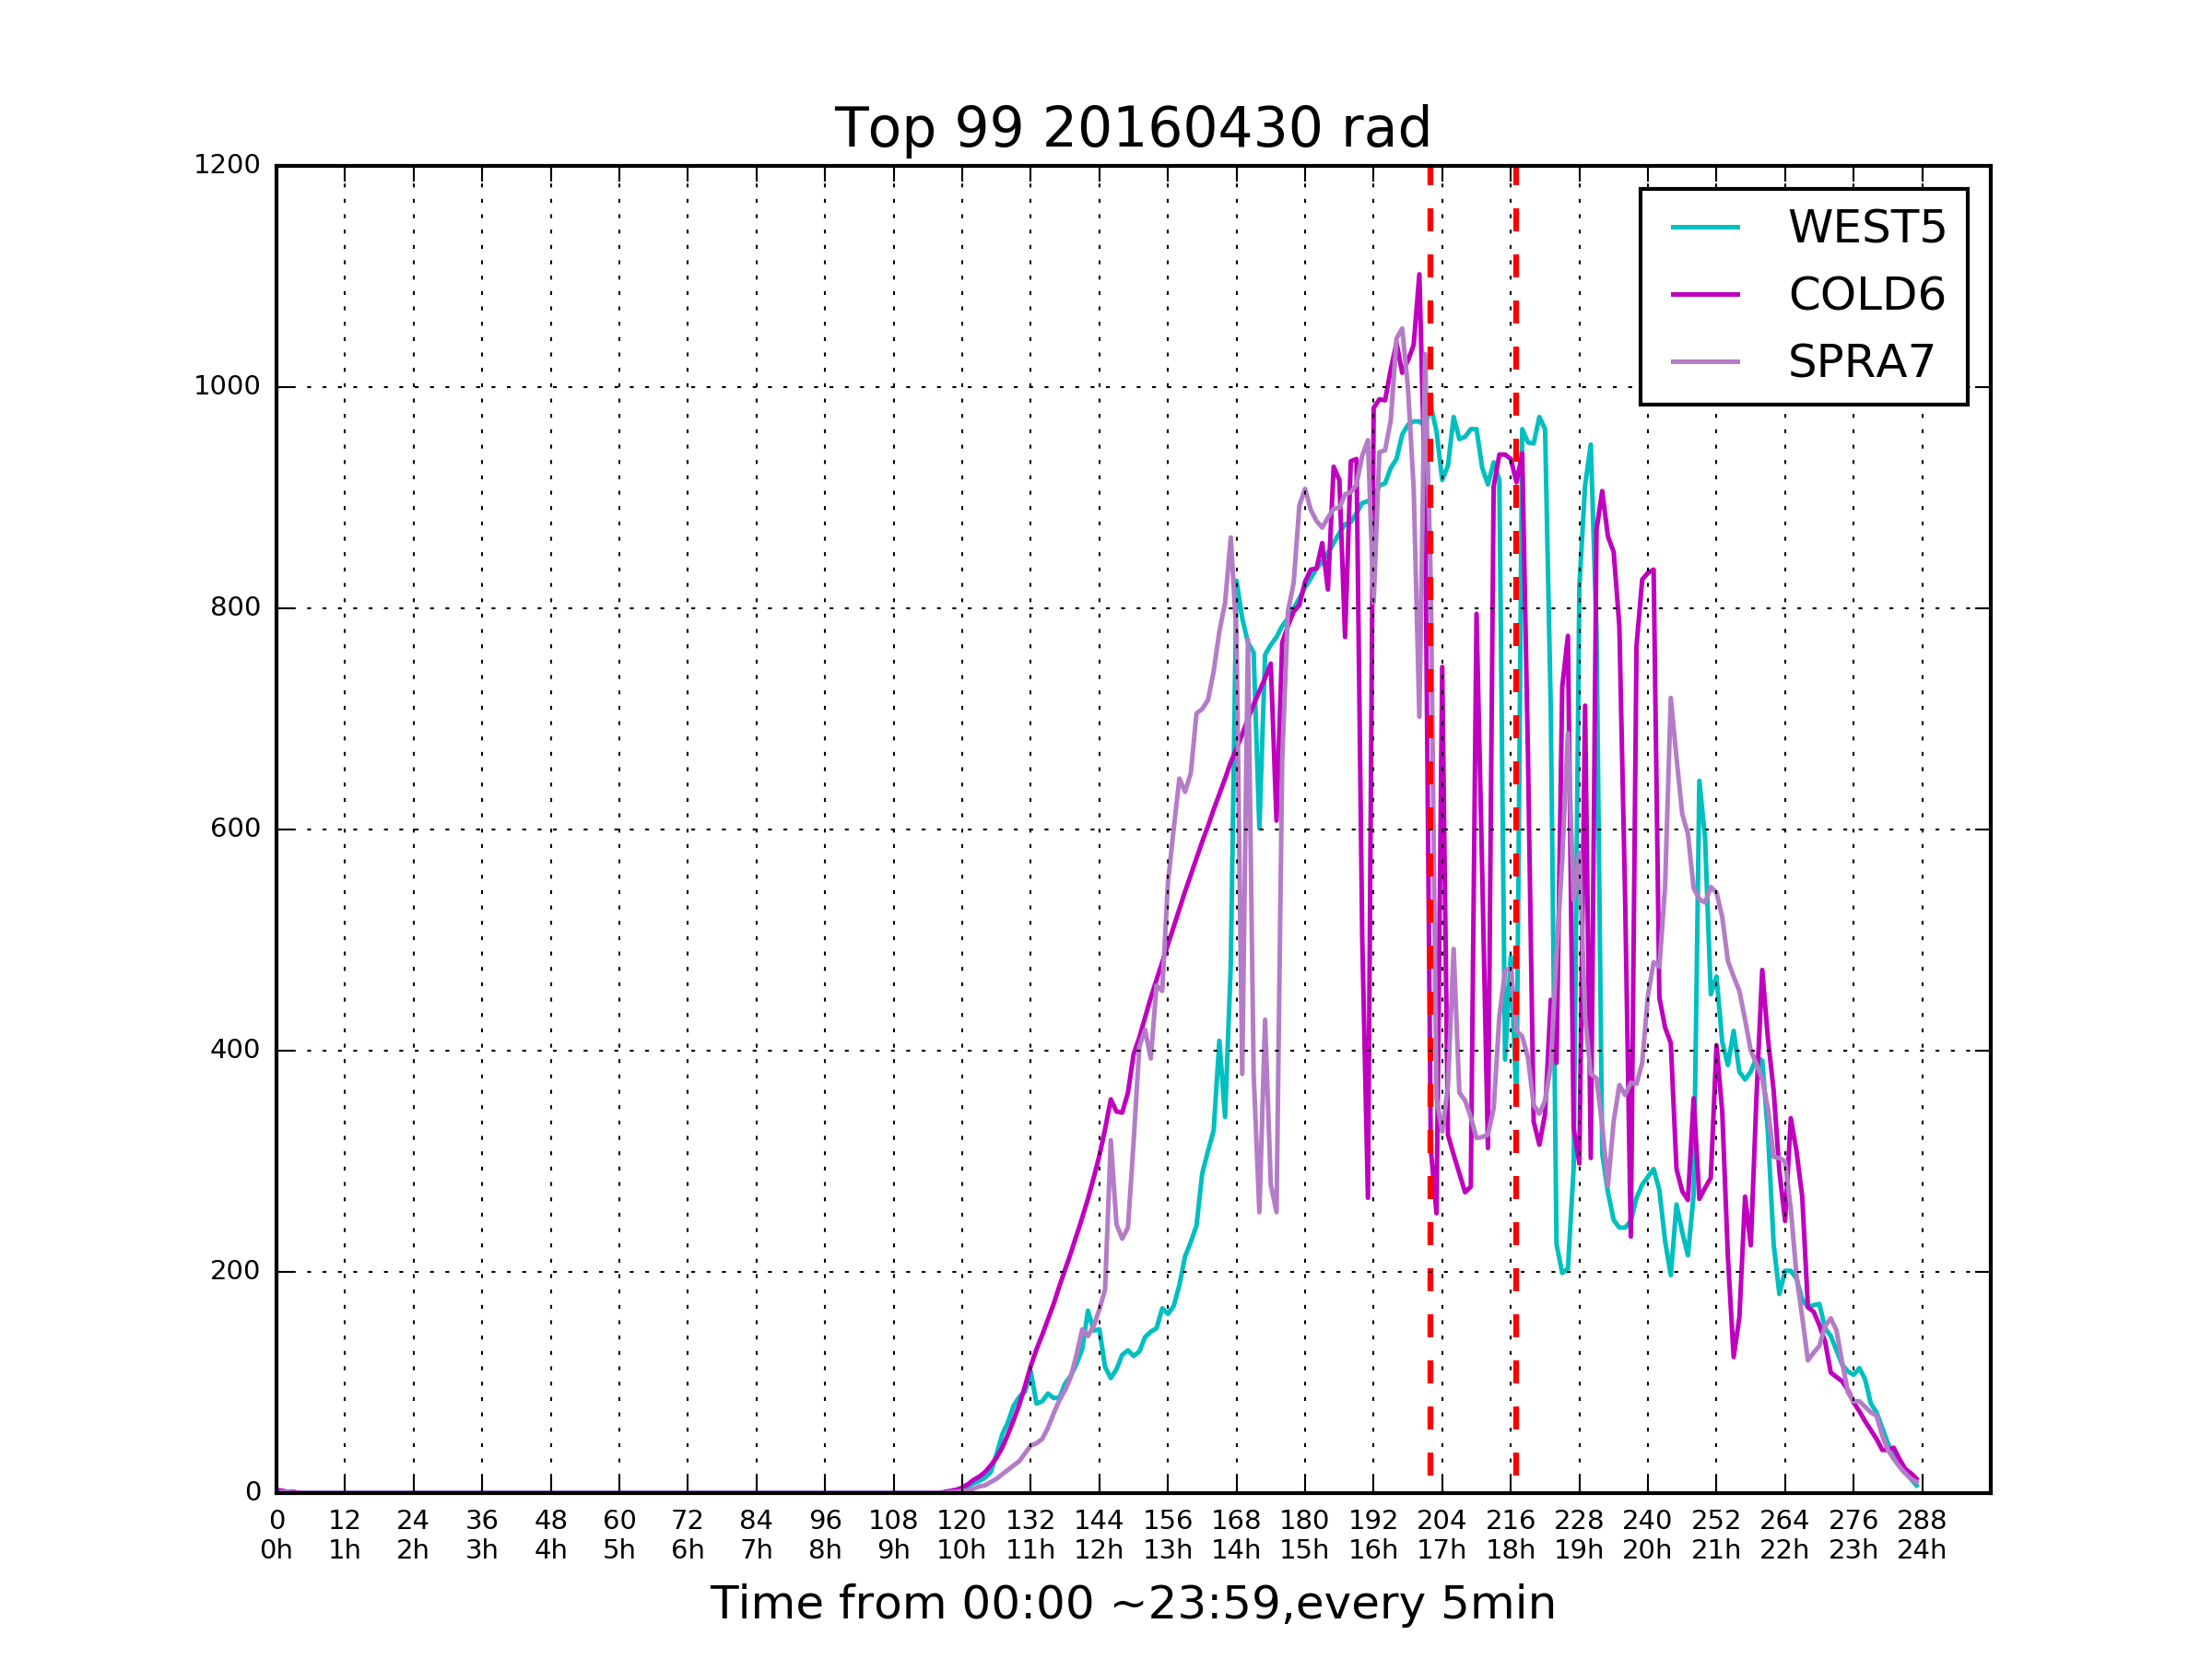 Top 99 20160430 rad
1200
1000
800
600
400
200
0
WEST5
COLD6
SPRA7
0 12 24 36 48 60 72 84 96 108 120 132 144 156 168 180 192 204 216 228 240 252 264 276 288
0h 1h 2h 3h 4h 5h 6h 7h 8h 9h 10h 11h 12h 13h 14h 15h 16h 17h 18h 19h 20h 21h 22h 23h 24h
Time from 00:00 ~23:59,every 5min